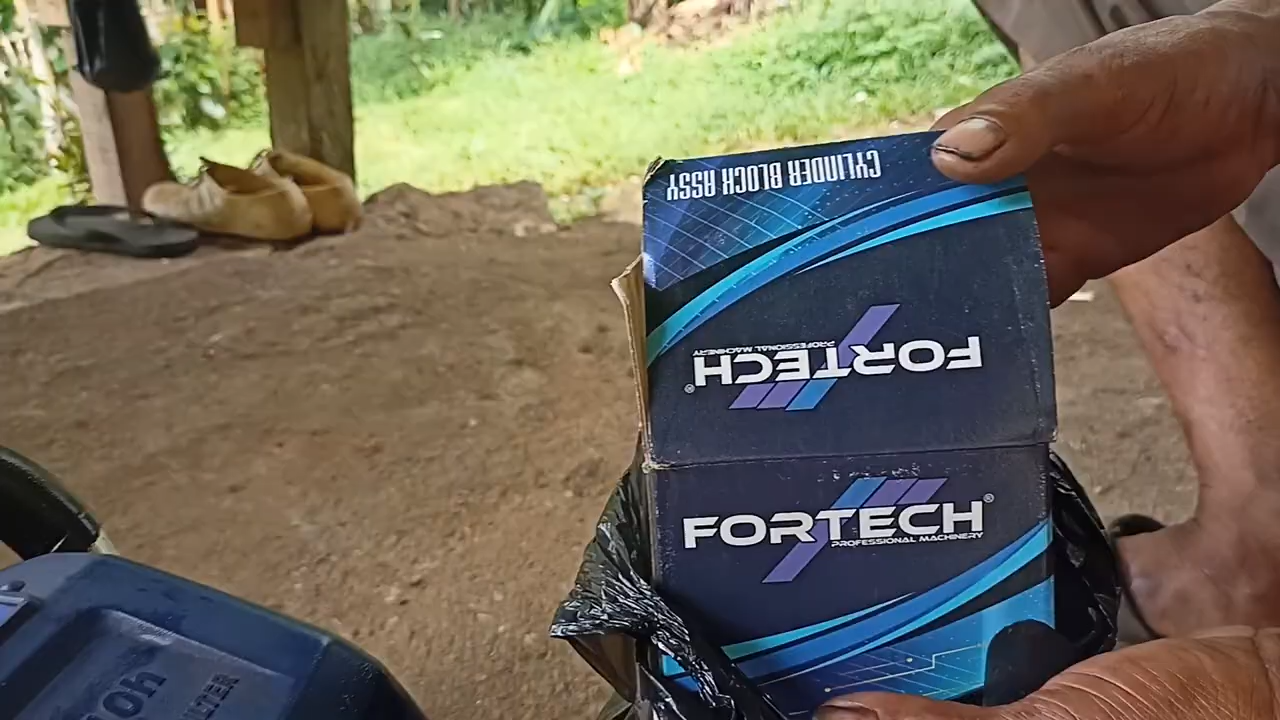 CYLINDER BLOCK ASSY
FORTECH®
PROFESSIONAL MACHINERY
FORTECH®
PROFESSIONAL MACHINERY